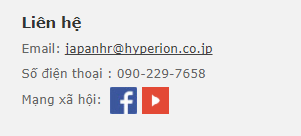 Liên hệ
Email: japanhr@hyperion.co.jp
Số điện thoại : 090-229-7658
Mạng xã hội: